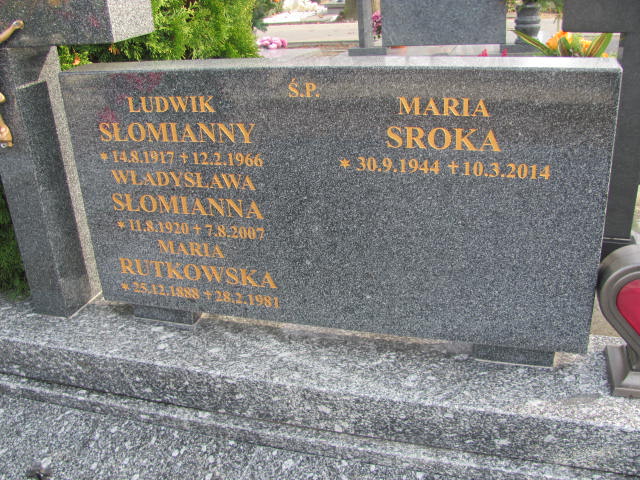 Ś.P.
LUDWIK
SŁOMIANNY
* 14.8.1917 + 12.2.1966
WŁADYSŁAWA
SŁOMIANNA
* 11.8.1920 + 7.8.2007
MARIA
RUTKOWSKA
* 25.12.1888 + 28.2.1981
MARIA
SROKA
* 30.9.1944 + 10.3.2014